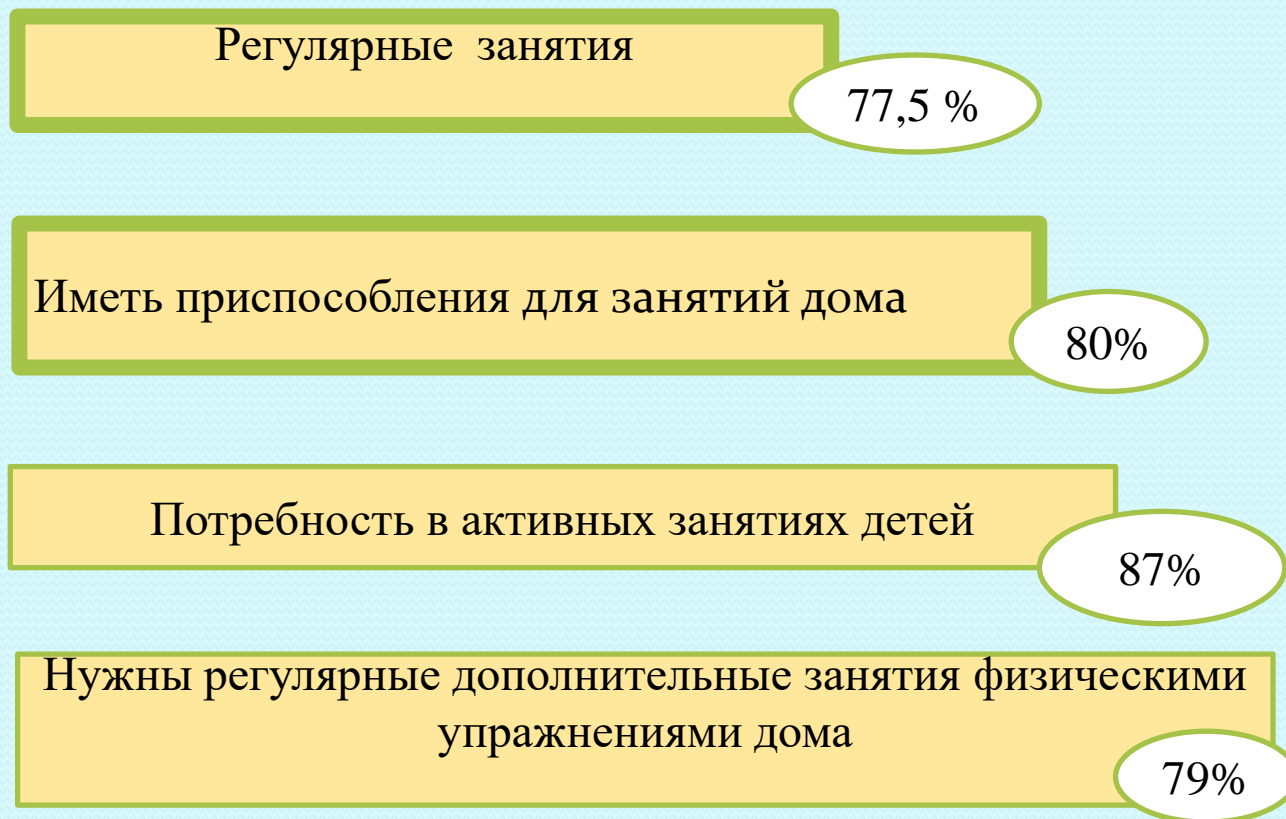 Регулярные занятия
77,5 %
Иметь приспособления для занятий дома
80%
Потребность в активных занятиях детей
87%
Нужны регулярные дополнительные занятия физическими
упражнениями дома
79%